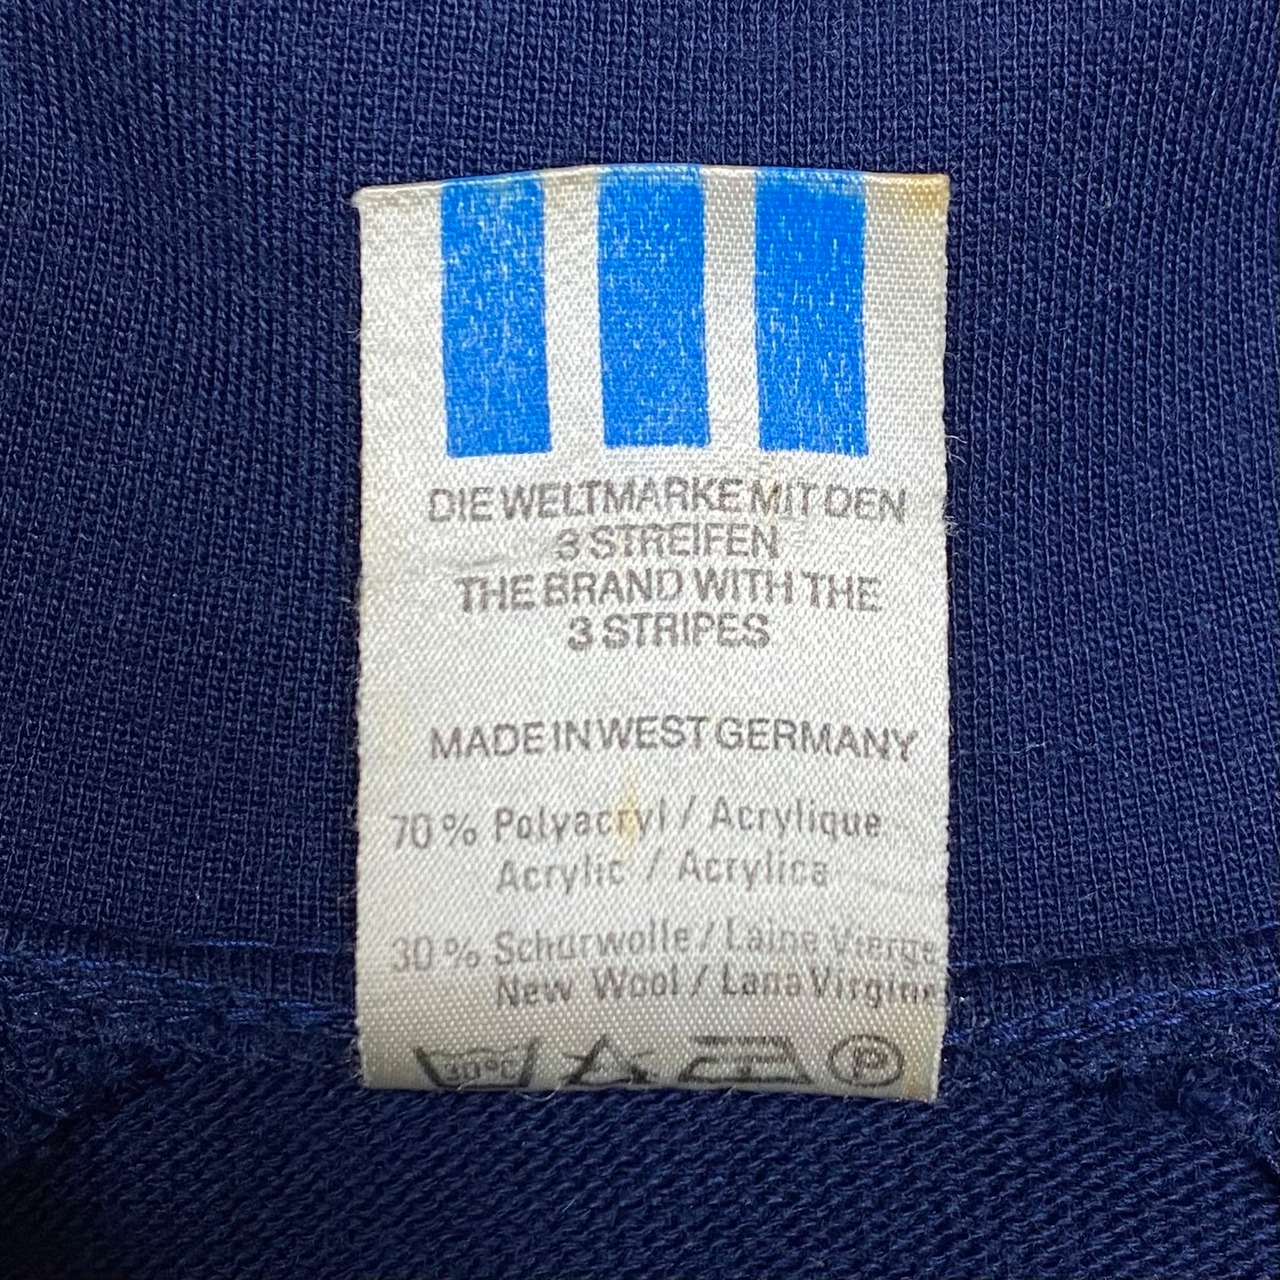 DIE WELTMARKE MIT DEN
3 STREIFEN
THE BRAND WITH THE
3 STRIPES
MADE IN WEST GERMANY
70% Polyacryl / Acrylique
Acrylic / Acrylica
30% Schurwolle / Laine Vierge
New Wool / Lana Virgine
30°C
P